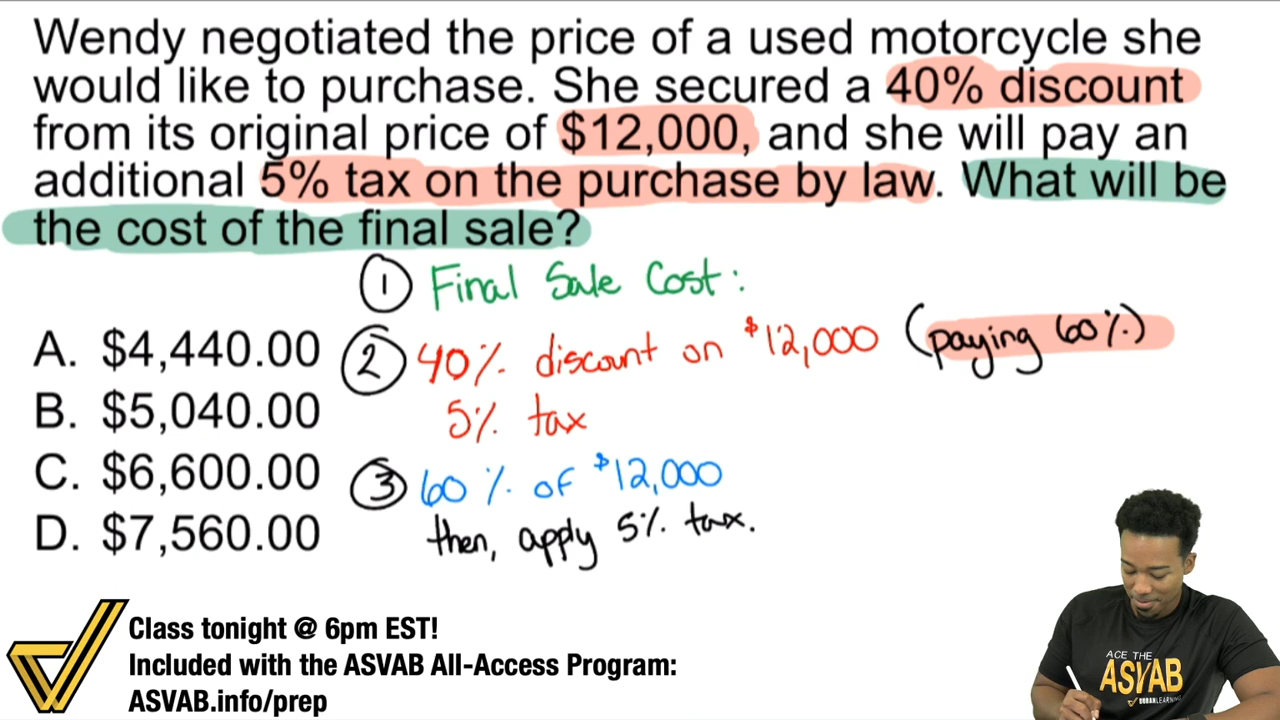 Wendy negotiated the price of a used motorcycle she
would like to purchase. She secured a 40% discount
from its original price of $12,000, and she will pay an
additional 5% tax on the purchase by law. What will be
the cost of the final sale?
1 Final Sale Cost:
A. $4,440.00
2 40% discount on $12,000 (paying 60%)
B. $5,040.00
5% tax
C. $6,600.00
3 60% of $12,000
D. $7,560.00
then, apply 5% tax.
Class tonight @ 6pm EST!
Included with the ASVAB All-Access Program:
ASVAB.info/prep
ACE THE
ASVAB
DURAN LEARNING